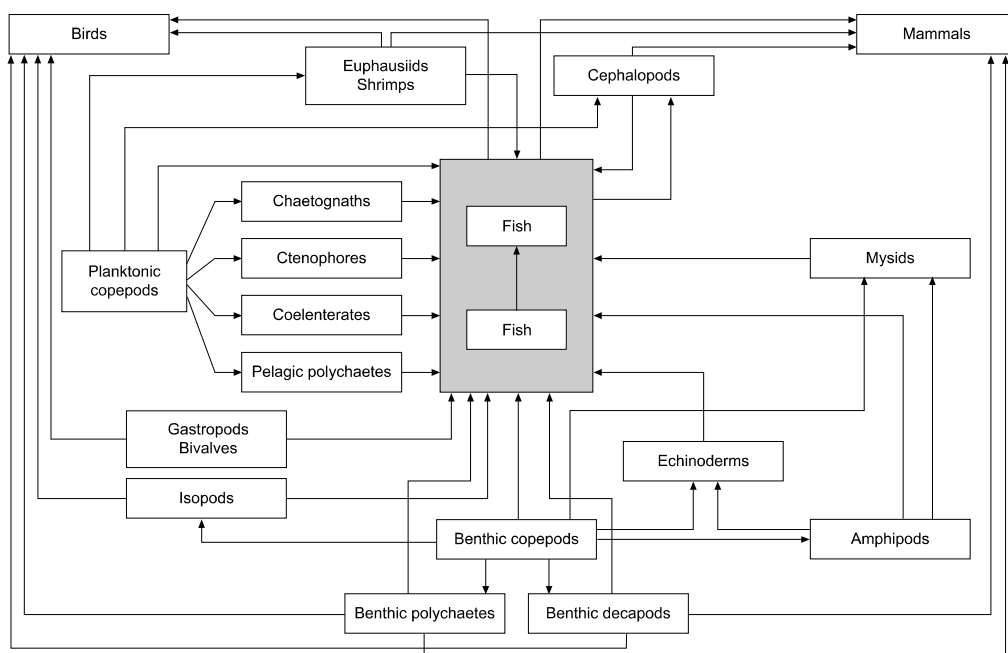 Birds
Mammals
Euphausiids
Shrimps
Cephalopods
Chaetognaths
Fish
Ctenophores
Mysids
Planktonic
copepods
Coelenterates
Fish
Pelagic polychaetes
Gastropods
Bivalves
Echinoderms
Isopods
Benthic copepods
Amphipods
Benthic polychaetes
Benthic decapods